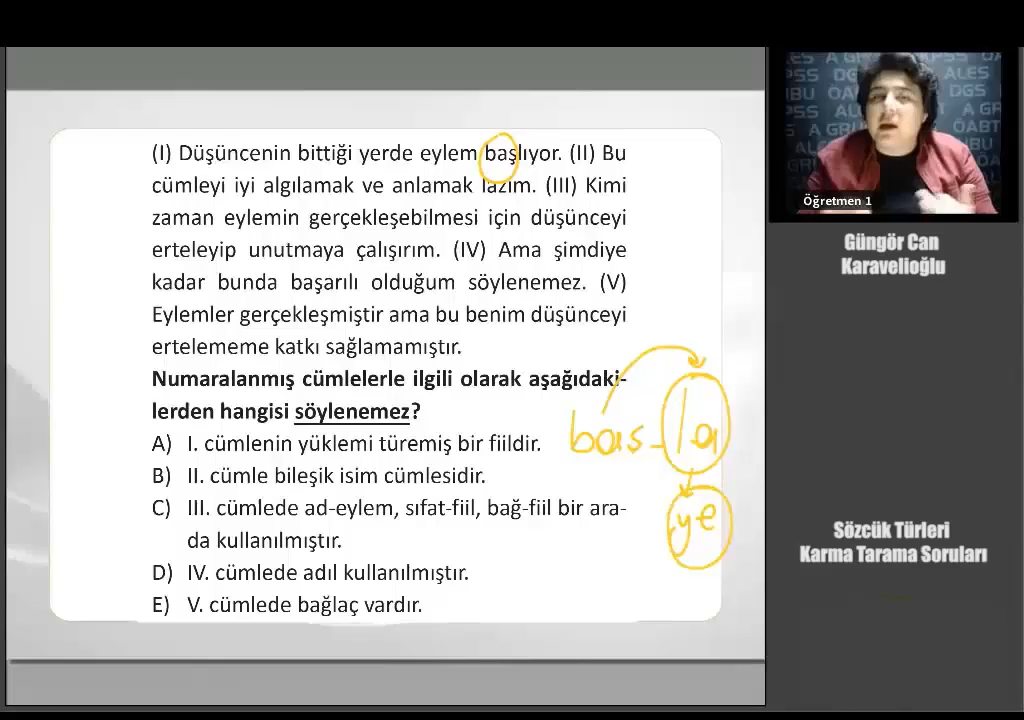 (I) Düşüncenin bittiği yerde eylem başlıyor. (II) Bu
cümleyi iyi algılamak ve anlamak lazım. (III) Kimi
zaman eylemin gerçekleşebilmesi için düşünceyi
erteleyip unutmaya çalışırım. (IV) Ama şimdiye
kadar bunda başarılı olduğum söylenemez. (V)
Eylemler gerçekleşmiştir ama bu benim düşünceyi
ertelememe katkı sağlamamıştır.
Numaralanmış cümlelerle ilgili olarak aşağıdaki-
lerden hangisi söylenemez?
A) I. cümlenin yüklemi türemiş bir fiildir.
B) II. cümle bileşik isim cümlesidir.
C) III. cümlede ad-eylem, sıfat-fiil, bağ-fiil bir ara-
da kullanılmıştır.
D) IV. cümlede adıl kullanılmıştır.
E) V. cümlede bağlaç vardır.
baş-la
ye
Öğretmen 1
Güngör Can
Karavelioğlu
Sözcük Türleri
Karma Tarama Soruları